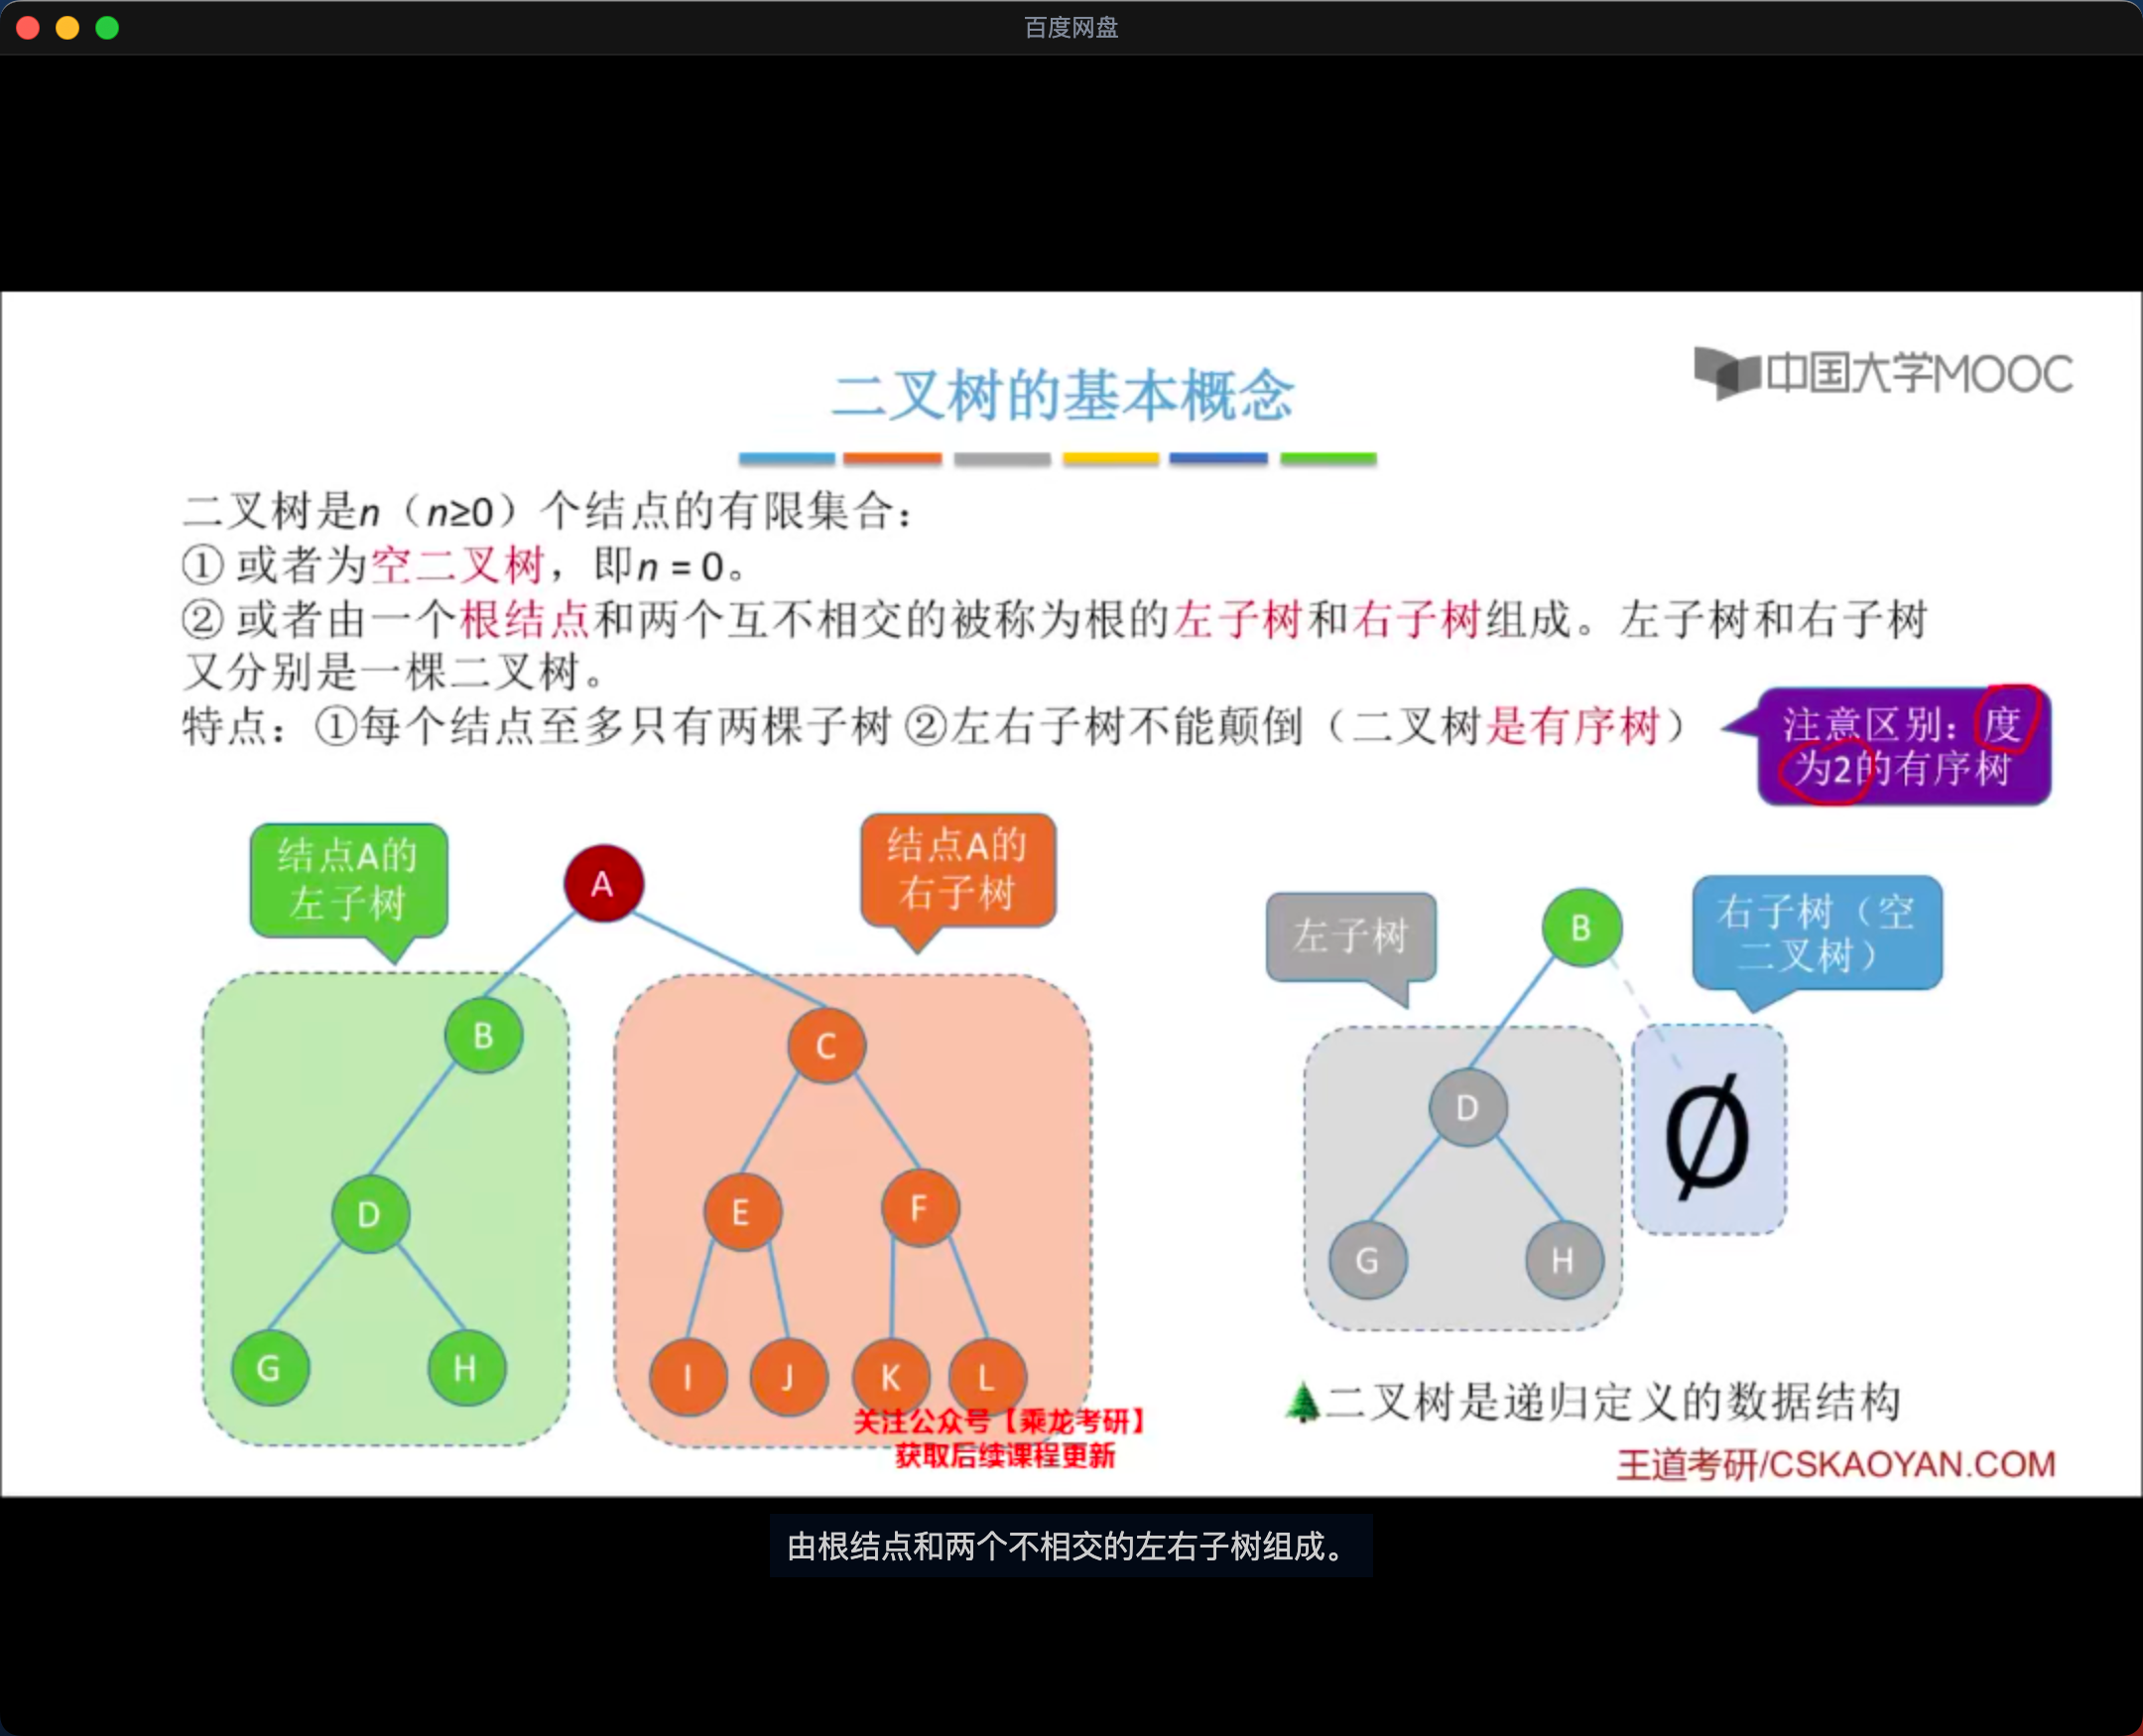 百度网盘
中国大学MOOC
二叉树的基本概念
二叉树是n（n≥0）个结点的有限集合：
① 或者为空二叉树，即n = 0。
② 或者由一个根结点和两个互不相交的被称为根的左子树和右子树组成。左子树和右子树
又分别是一棵二叉树。
特点：①每个结点至多只有两棵子树 ②左右子树不能颠倒（二叉树是有序树）
注意区别：度
为2的有序树
结点A的
左子树
A
结点A的
右子树
B
C
D
E
F
G
H
I
J
K
L
左子树
B
右子树（空
二叉树）
D
Ø
G
H
🌲二叉树是递归定义的数据结构
关注公众号【乘龙考研】
获取后续课程更新
王道考研/CSKAOYAN.COM
由根结点和两个不相交的左右子树组成。